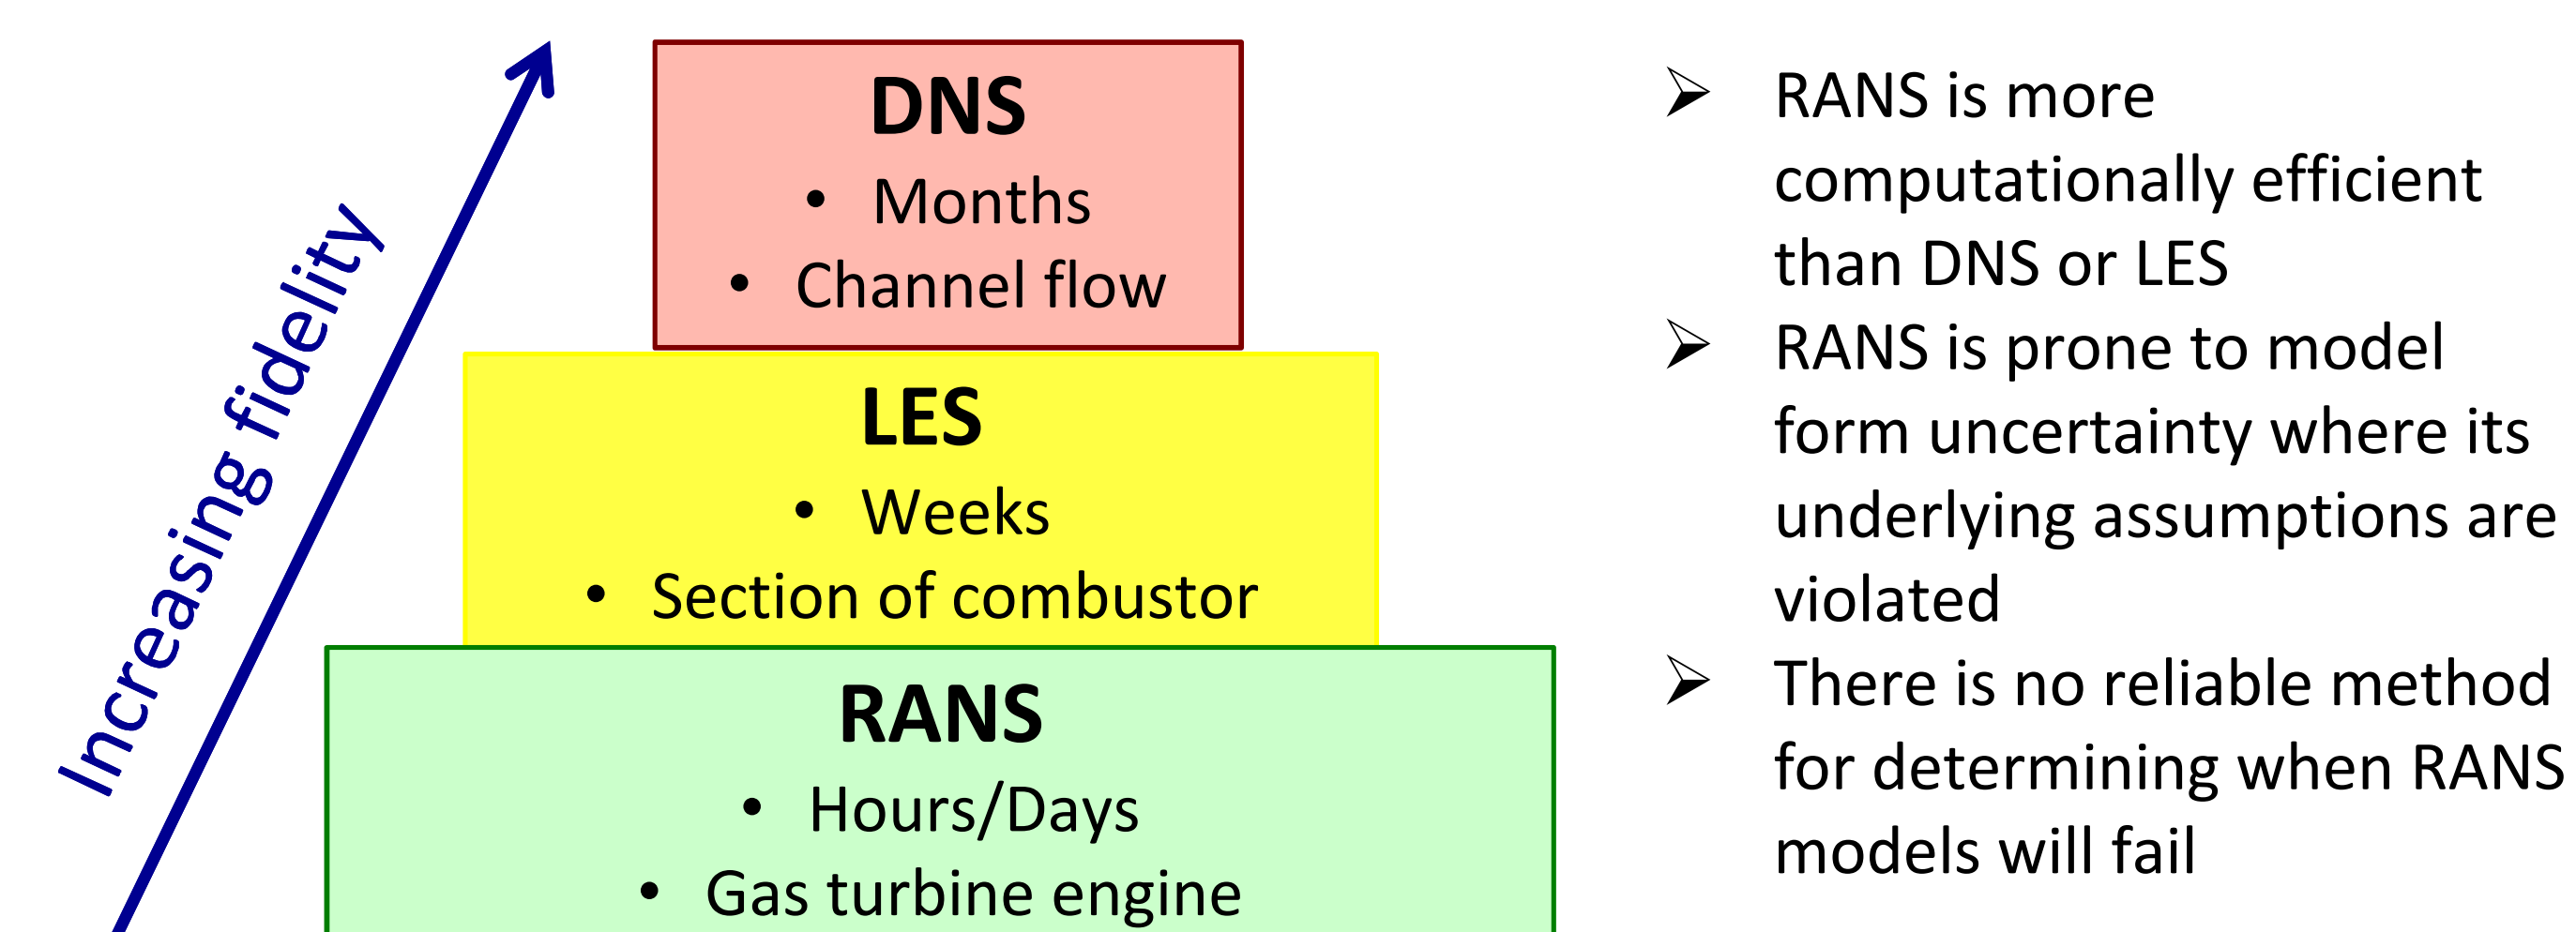 Increasing fidelity
DNS
• Months
• Channel flow
LES
• Weeks
• Section of combustor
RANS
• Hours/Days
• Gas turbine engine
➢ RANS is more
computationally efficient
than DNS or LES
➢ RANS is prone to model
form uncertainty where its
underlying assumptions are
violated
➢ There is no reliable method
for determining when RANS
models will fail